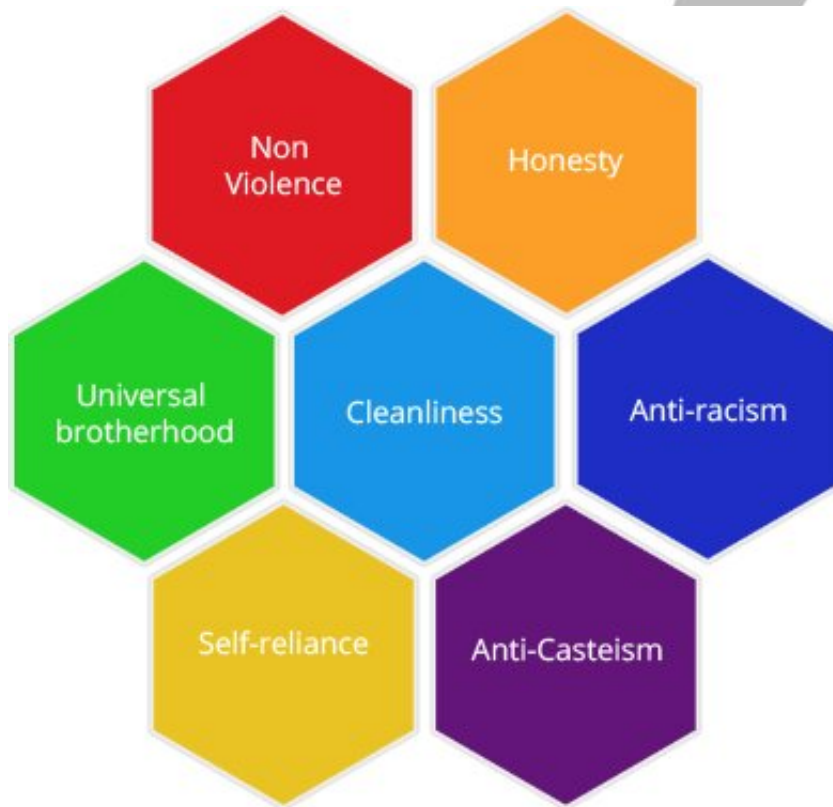 Non
Violence
Honesty
Universal
brotherhood
Cleanliness
Anti-racism
Self-reliance
Anti-Casteism